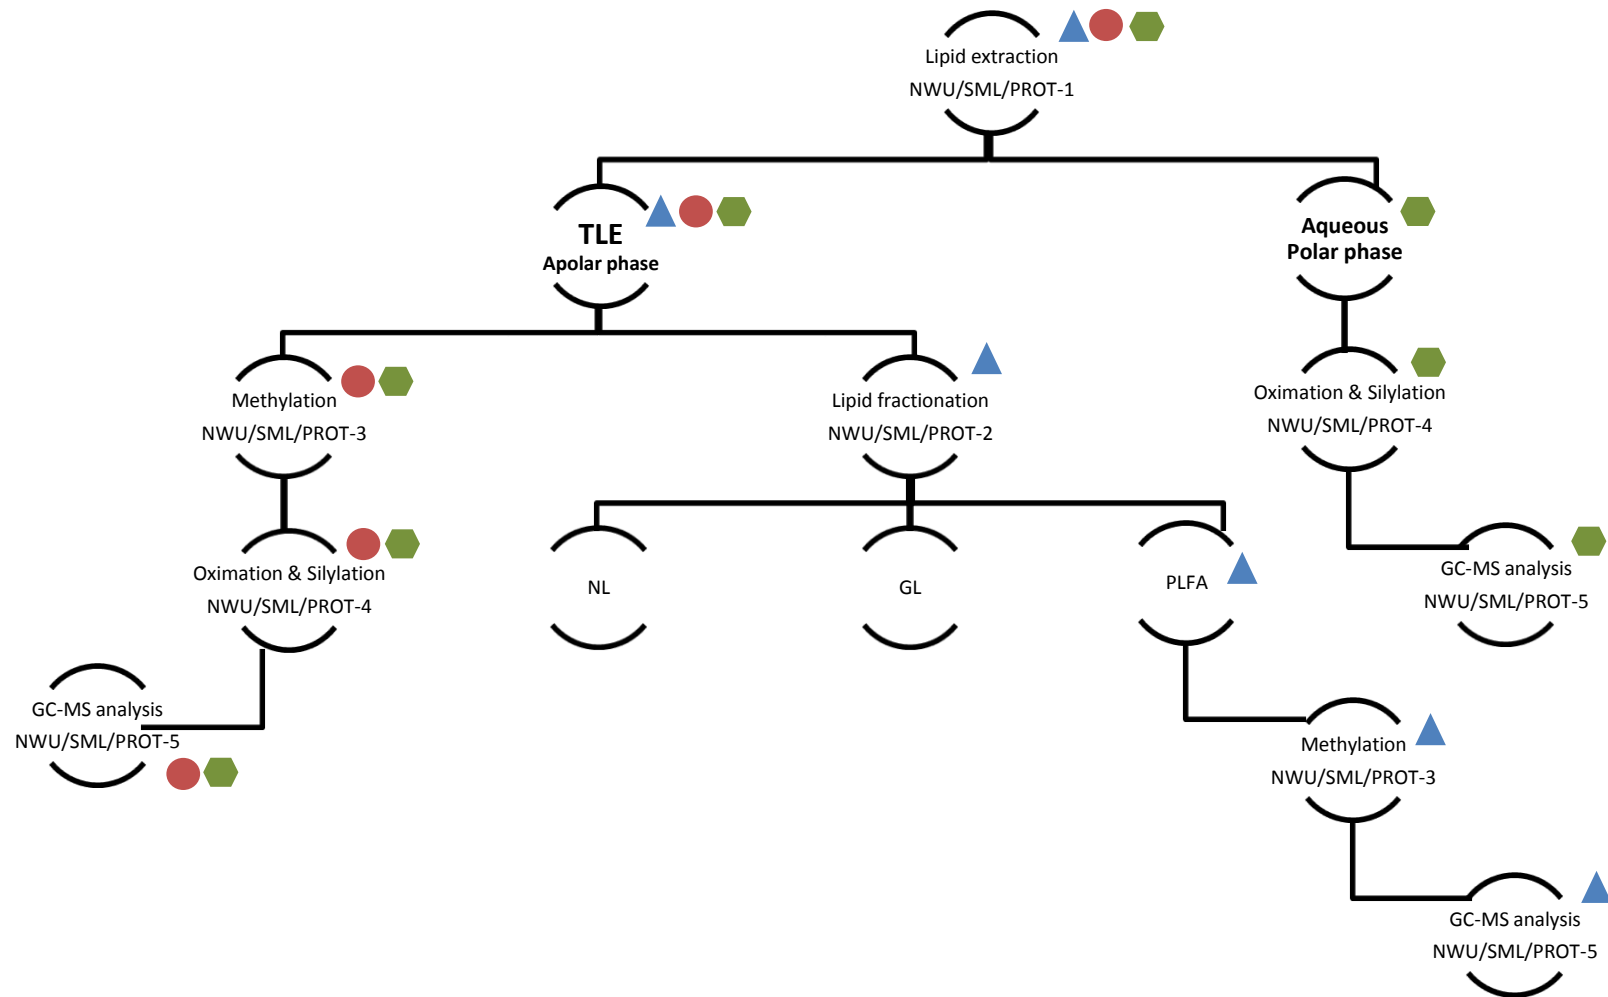 Lipid extraction
NWU/SML/PROT-1
TLE
Apolar phase
Aqueous
Polar phase
Methylation
NWU/SML/PROT-3
Lipid fractionation
NWU/SML/PROT-2
Oximation & Silylation
NWU/SML/PROT-4
Oximation & Silylation
NWU/SML/PROT-4
NL
GL
PLFA
GC-MS analysis
NWU/SML/PROT-5
GC-MS analysis
NWU/SML/PROT-5
Methylation
NWU/SML/PROT-3
GC-MS analysis
NWU/SML/PROT-5